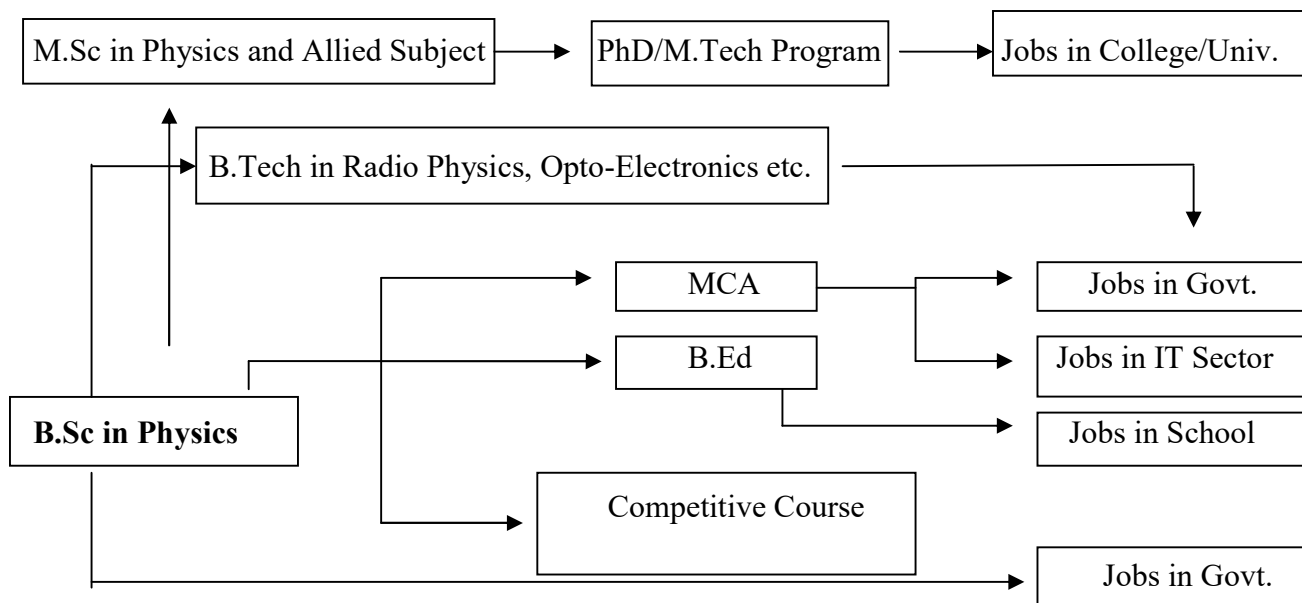 M.Sc in Physics and Allied Subject
PhD/M.Tech Program
Jobs in College/Univ.
B.Tech in Radio Physics, Opto-Electronics etc.
MCA
Jobs in Govt.
B.Ed
Jobs in IT Sector
B.Sc in Physics
Jobs in School
Competitive Course
Jobs in Govt.